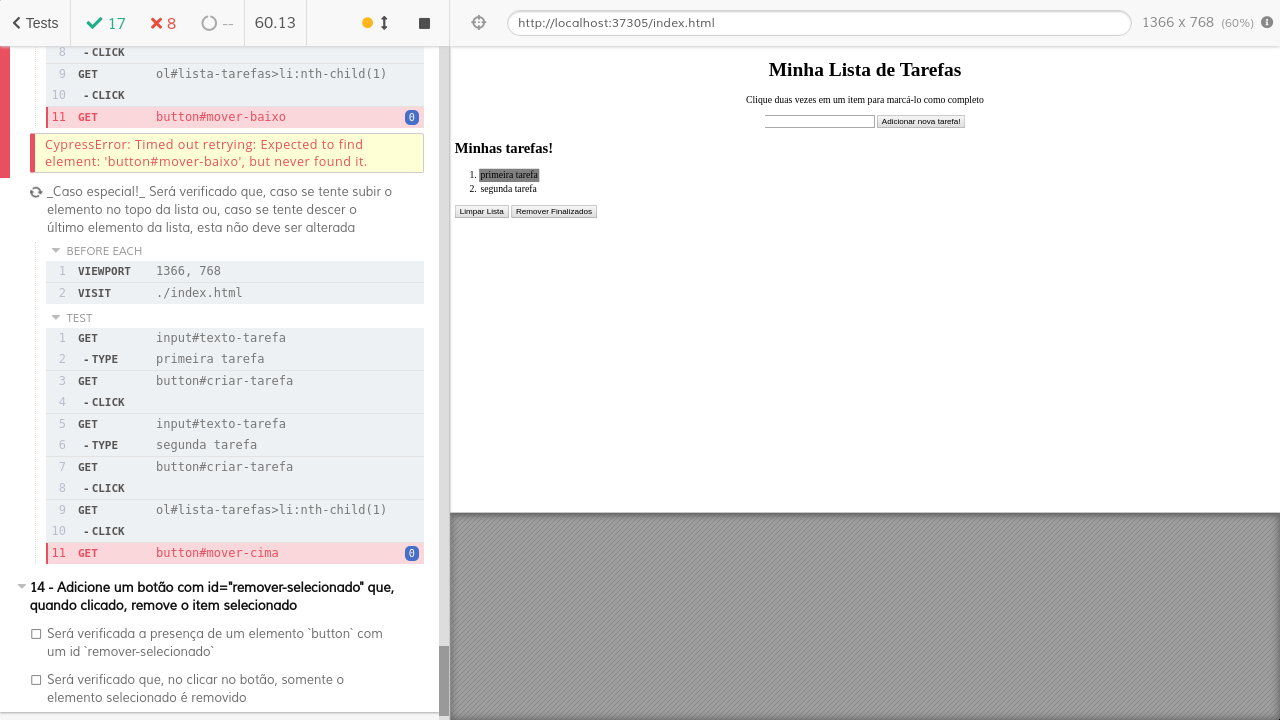 Tests
17
8
--
60.13
http://localhost:37305/index.html
1366 x 768 (60%)
8 - CLICK
9 GET ol#lista-tarefas>li:nth-child(1)
10 - CLICK
11 GET button#mover-baixo 0
CypressError: Timed out retrying: Expected to find
element: 'button#mover-baixo', but never found it.
_Caso especial!_ Será verificado que, caso se tente subir o
elemento no topo da lista ou, caso se tente descer o
último elemento da lista, esta não deve ser alterada
BEFORE EACH
1 VIEWPORT 1366, 768
2 VISIT ./index.html
TEST
1 GET input#texto-tarefa
2 - TYPE primeira tarefa
3 GET button#criar-tarefa
4 - CLICK
5 GET input#texto-tarefa
6 - TYPE segunda tarefa
7 GET button#criar-tarefa
8 - CLICK
9 GET ol#lista-tarefas>li:nth-child(1)
10 - CLICK
11 GET button#mover-cima 0
14 - Adicione um botão com id="remover-selecionado" que,
quando clicado, remove o item selecionado
Será verificada a presença de um elemento `button` com
um id `remover-selecionado`
Será verificado que, no clicar no botão, somente o
elemento selecionado é removido
Minha Lista de Tarefas
Clique duas vezes em um item para marcá-lo como completo
Adicionar nova tarefa!
Minhas tarefas!
1. primeira tarefa
2. segunda tarefa
Limpar Lista Remover Finalizados